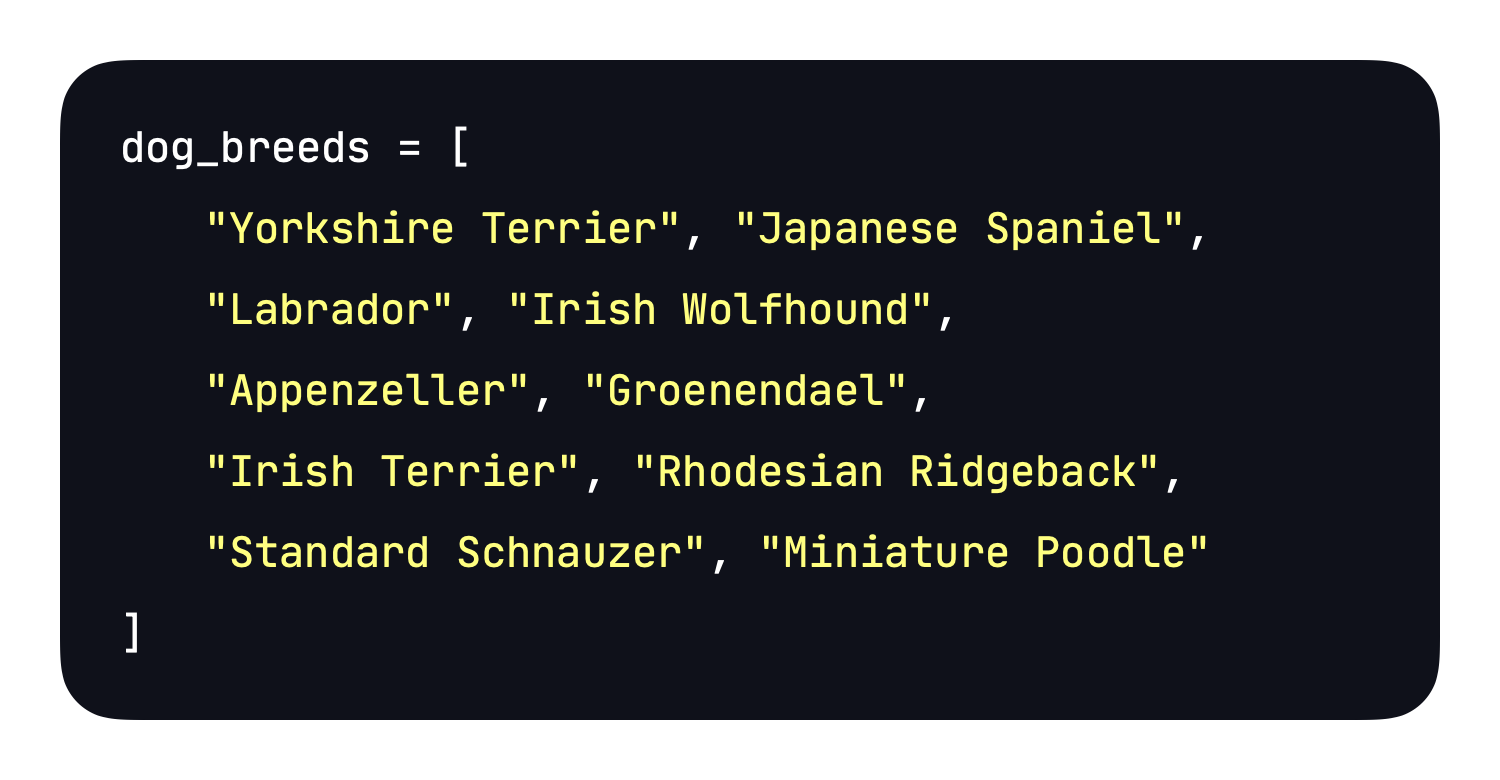 dog_breeds = [
"Yorkshire Terrier", "Japanese Spaniel",
"Labrador", "Irish Wolfhound",
"Appenzeller", "Groenendael",
"Irish Terrier", "Rhodesian Ridgeback",
"Standard Schnauzer", "Miniature Poodle"
]